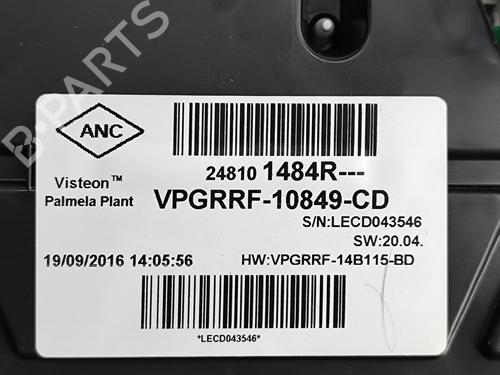 B-PARTS
ANC
24810 1484R---
Visteon™
Palmela Plant
VPGRRF-10849-CD
S/N:LECD043546
SW:20.04.
19/09/2016 14:05:56
HW:VPGRRF-14B115-BD
*LECD043546*